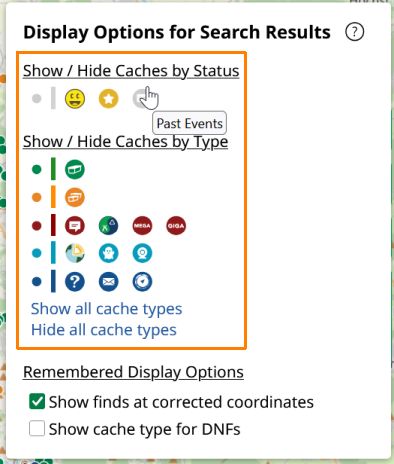 Display Options for Search Results ?
Show / Hide Caches by Status
Past Events
Show / Hide Caches by Type
MEGA GIGA
?
Show all cache types
Hide all cache types
Remembered Display Options
Show finds at corrected coordinates
Show cache type for DNFs